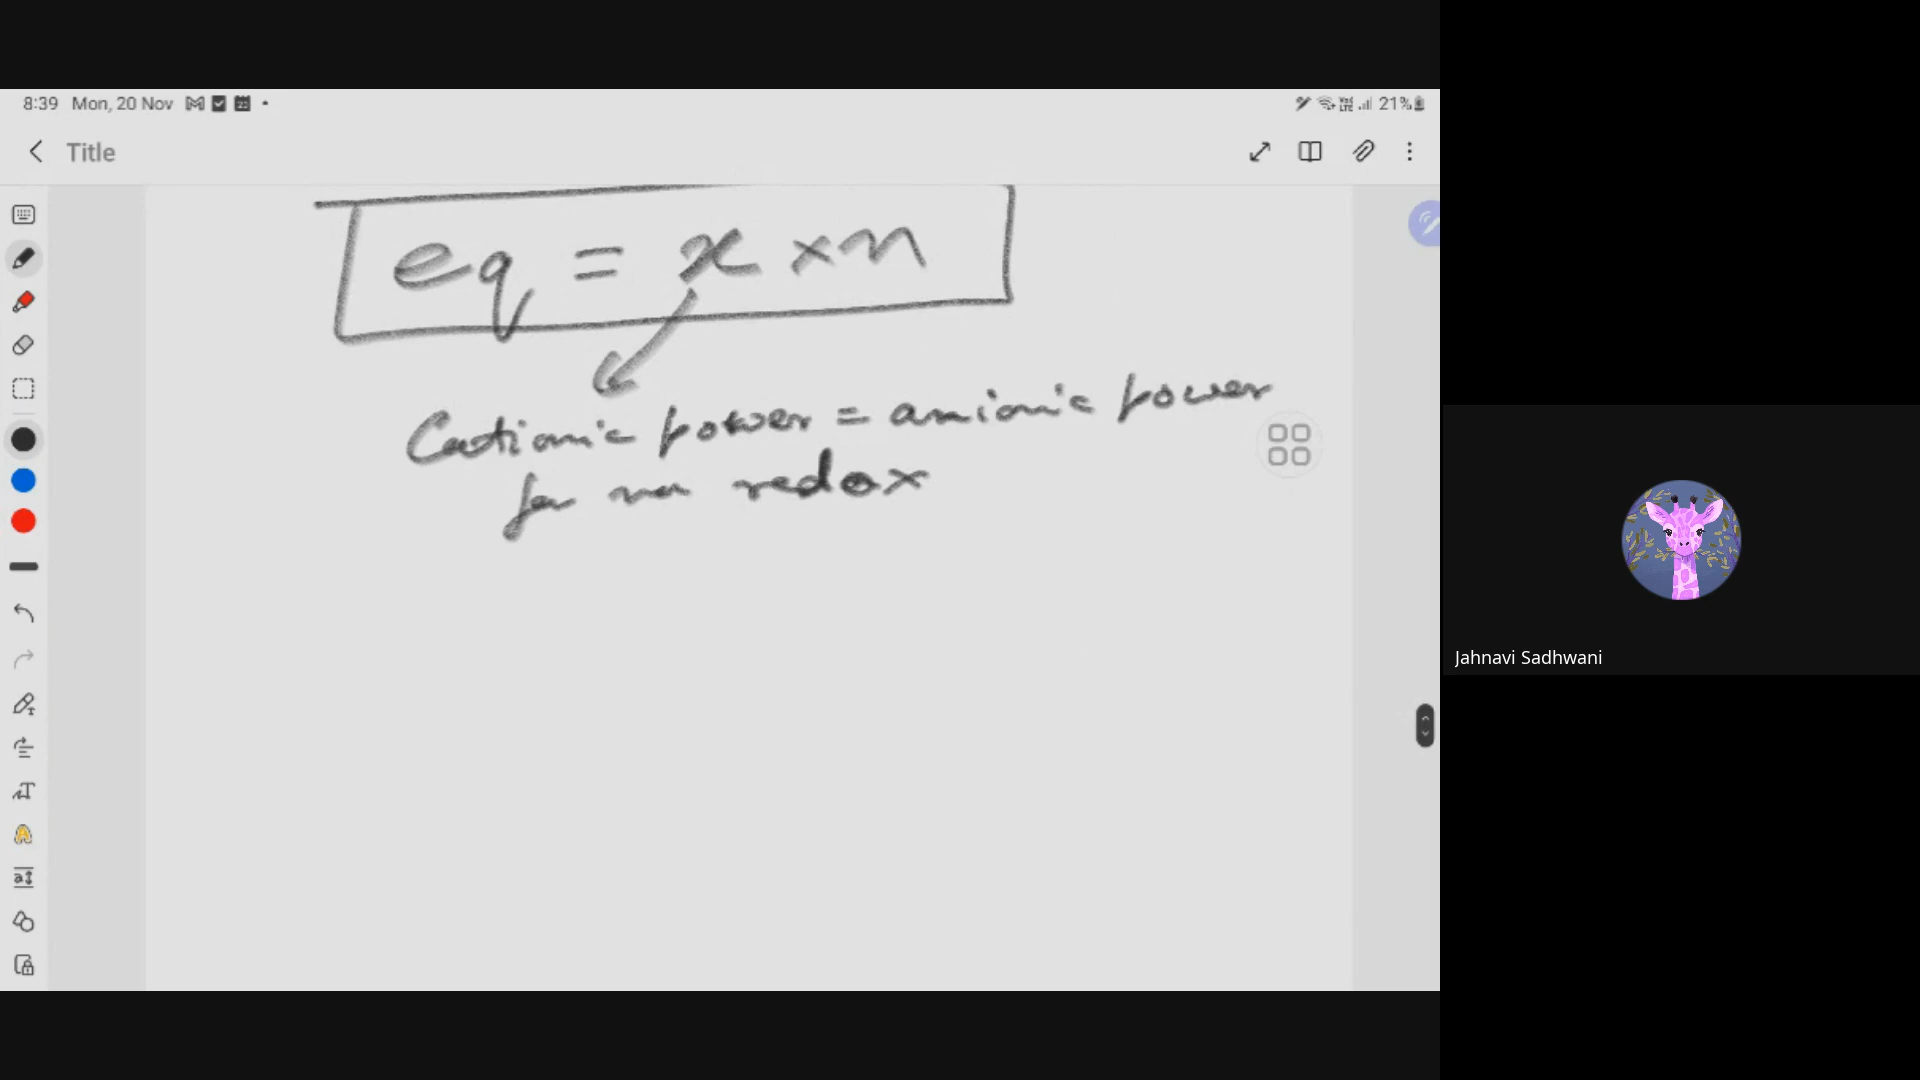 8:39 Mon, 20 Nov
21%
Title
eq = x × n
Cationic power = anionic power
for non redox
Jahnavi Sadhwani